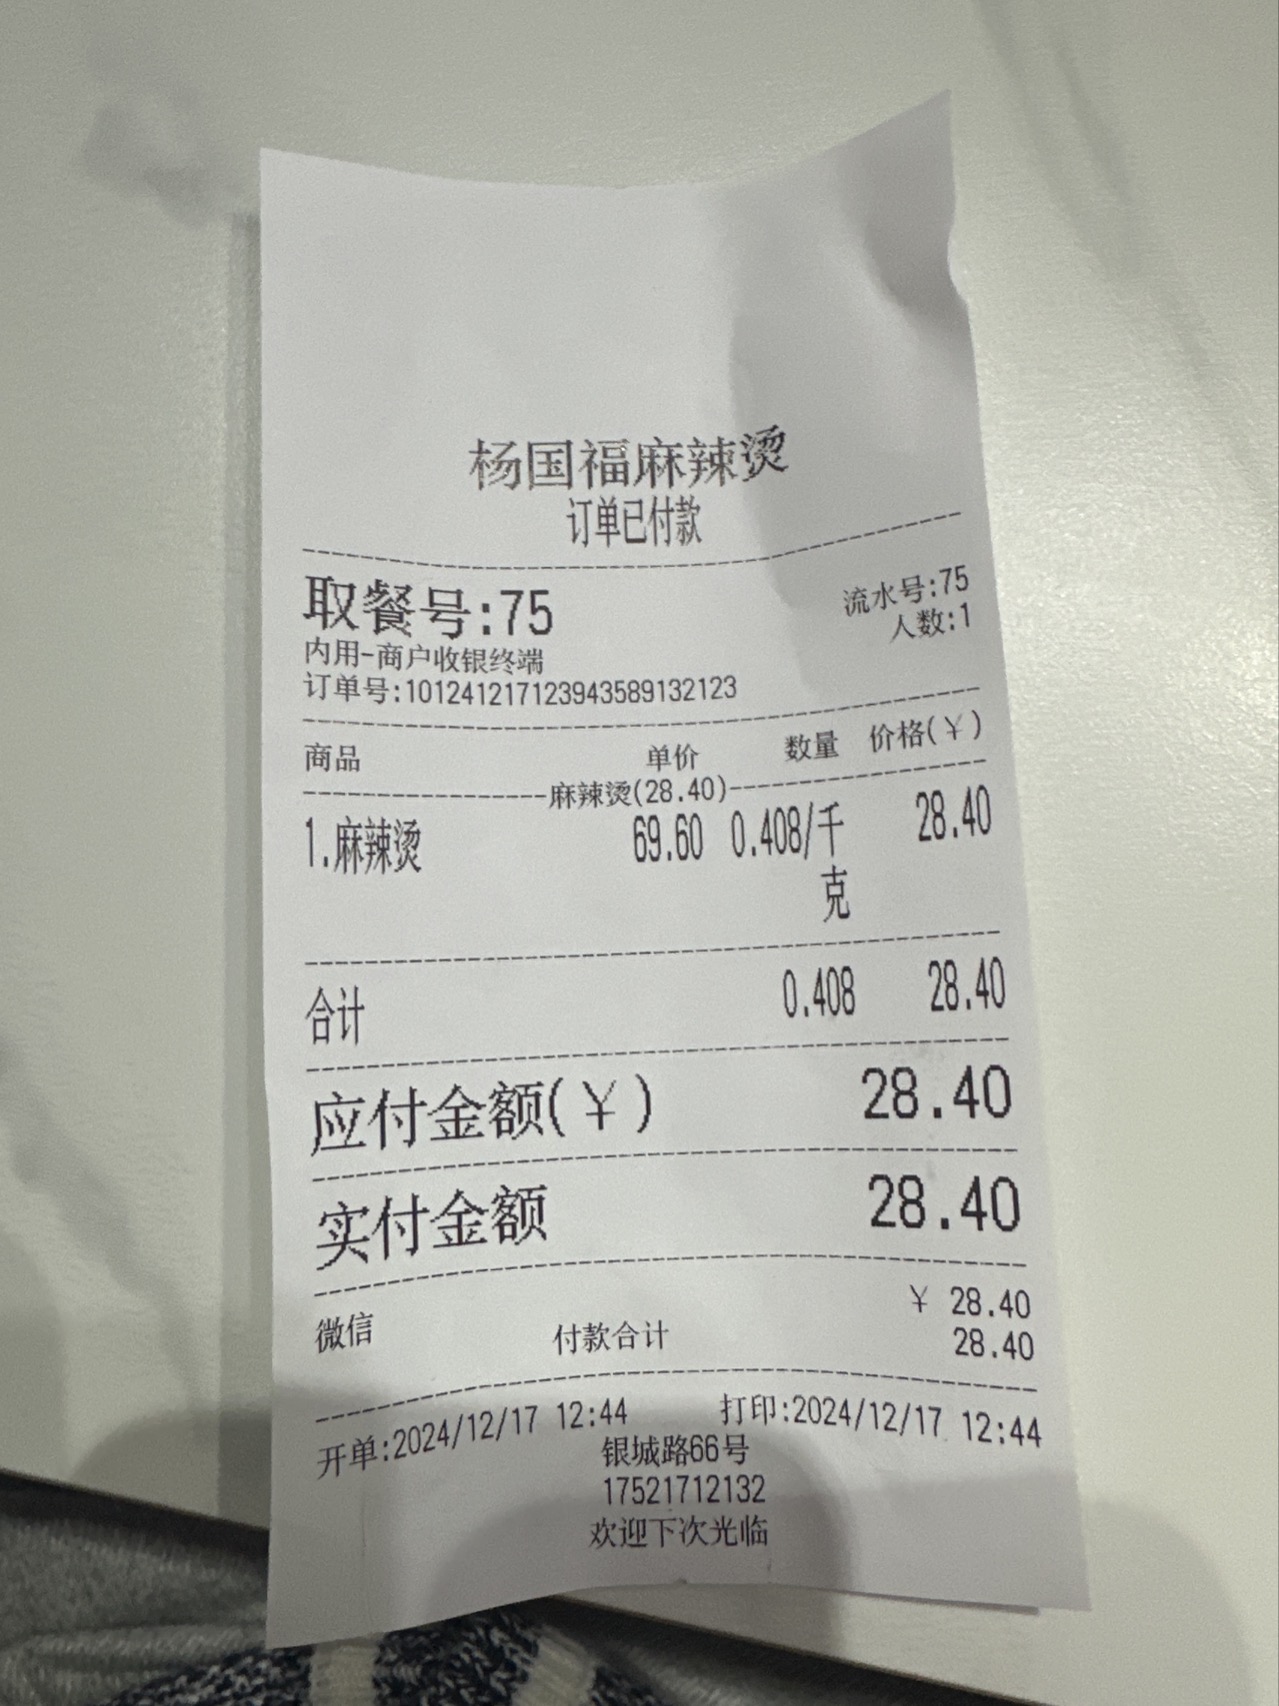 杨国福麻辣烫
订单已付款
取餐号:75 流水号:75
人数:1
内用-商户收银终端
订单号:101241217123943589132123
商品 单价 数量 价格(¥)
麻辣烫(28.40)
1.麻辣烫 69.60 0.408/千克 28.40
合计 0.408 28.40
应付金额(¥) 28.40
实付金额 28.40
微信 ¥ 28.40
付款合计 28.40
开单:2024/12/17 12:44 打印:2024/12/17 12:44
银城路66号
17521712132
欢迎下次光临